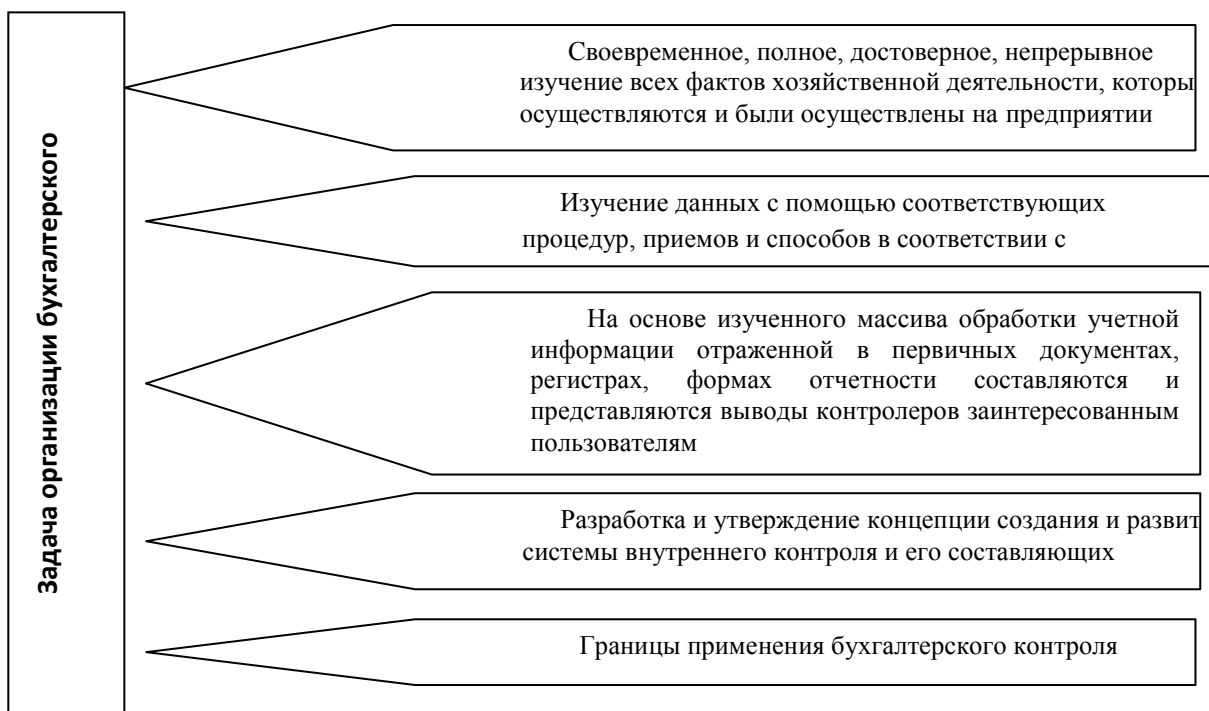 Задача организации бухгалтерского
Своевременное, полное, достоверное, непрерывное
изучение всех фактов хозяйственной деятельности, которы
осуществляются и были осуществлены на предприятии
Изучение данных с помощью соответствующих
процедур, приемов и способов в соответствии с
На основе изученного массива обработки учетной
информации отраженной в первичных документах,
регистрах, формах отчетности составляются и
представляются выводы контролеров заинтересованным
пользователям
Разработка и утверждение концепции создания и развит
системы внутреннего контроля и его составляющих
Границы применения бухгалтерского контроля